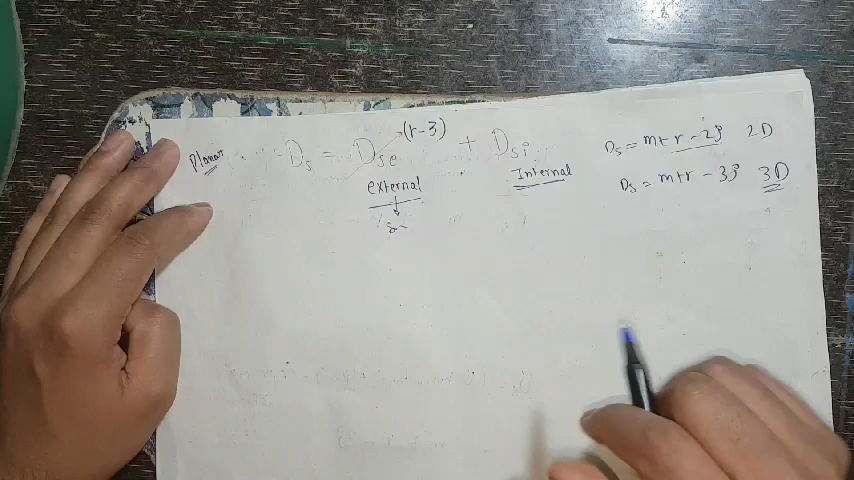 (r-3)
Planar Ds = Dse + Dsi
Ds = m+r-2j 2D
external Internal
Ds = m+r - 3j 3D